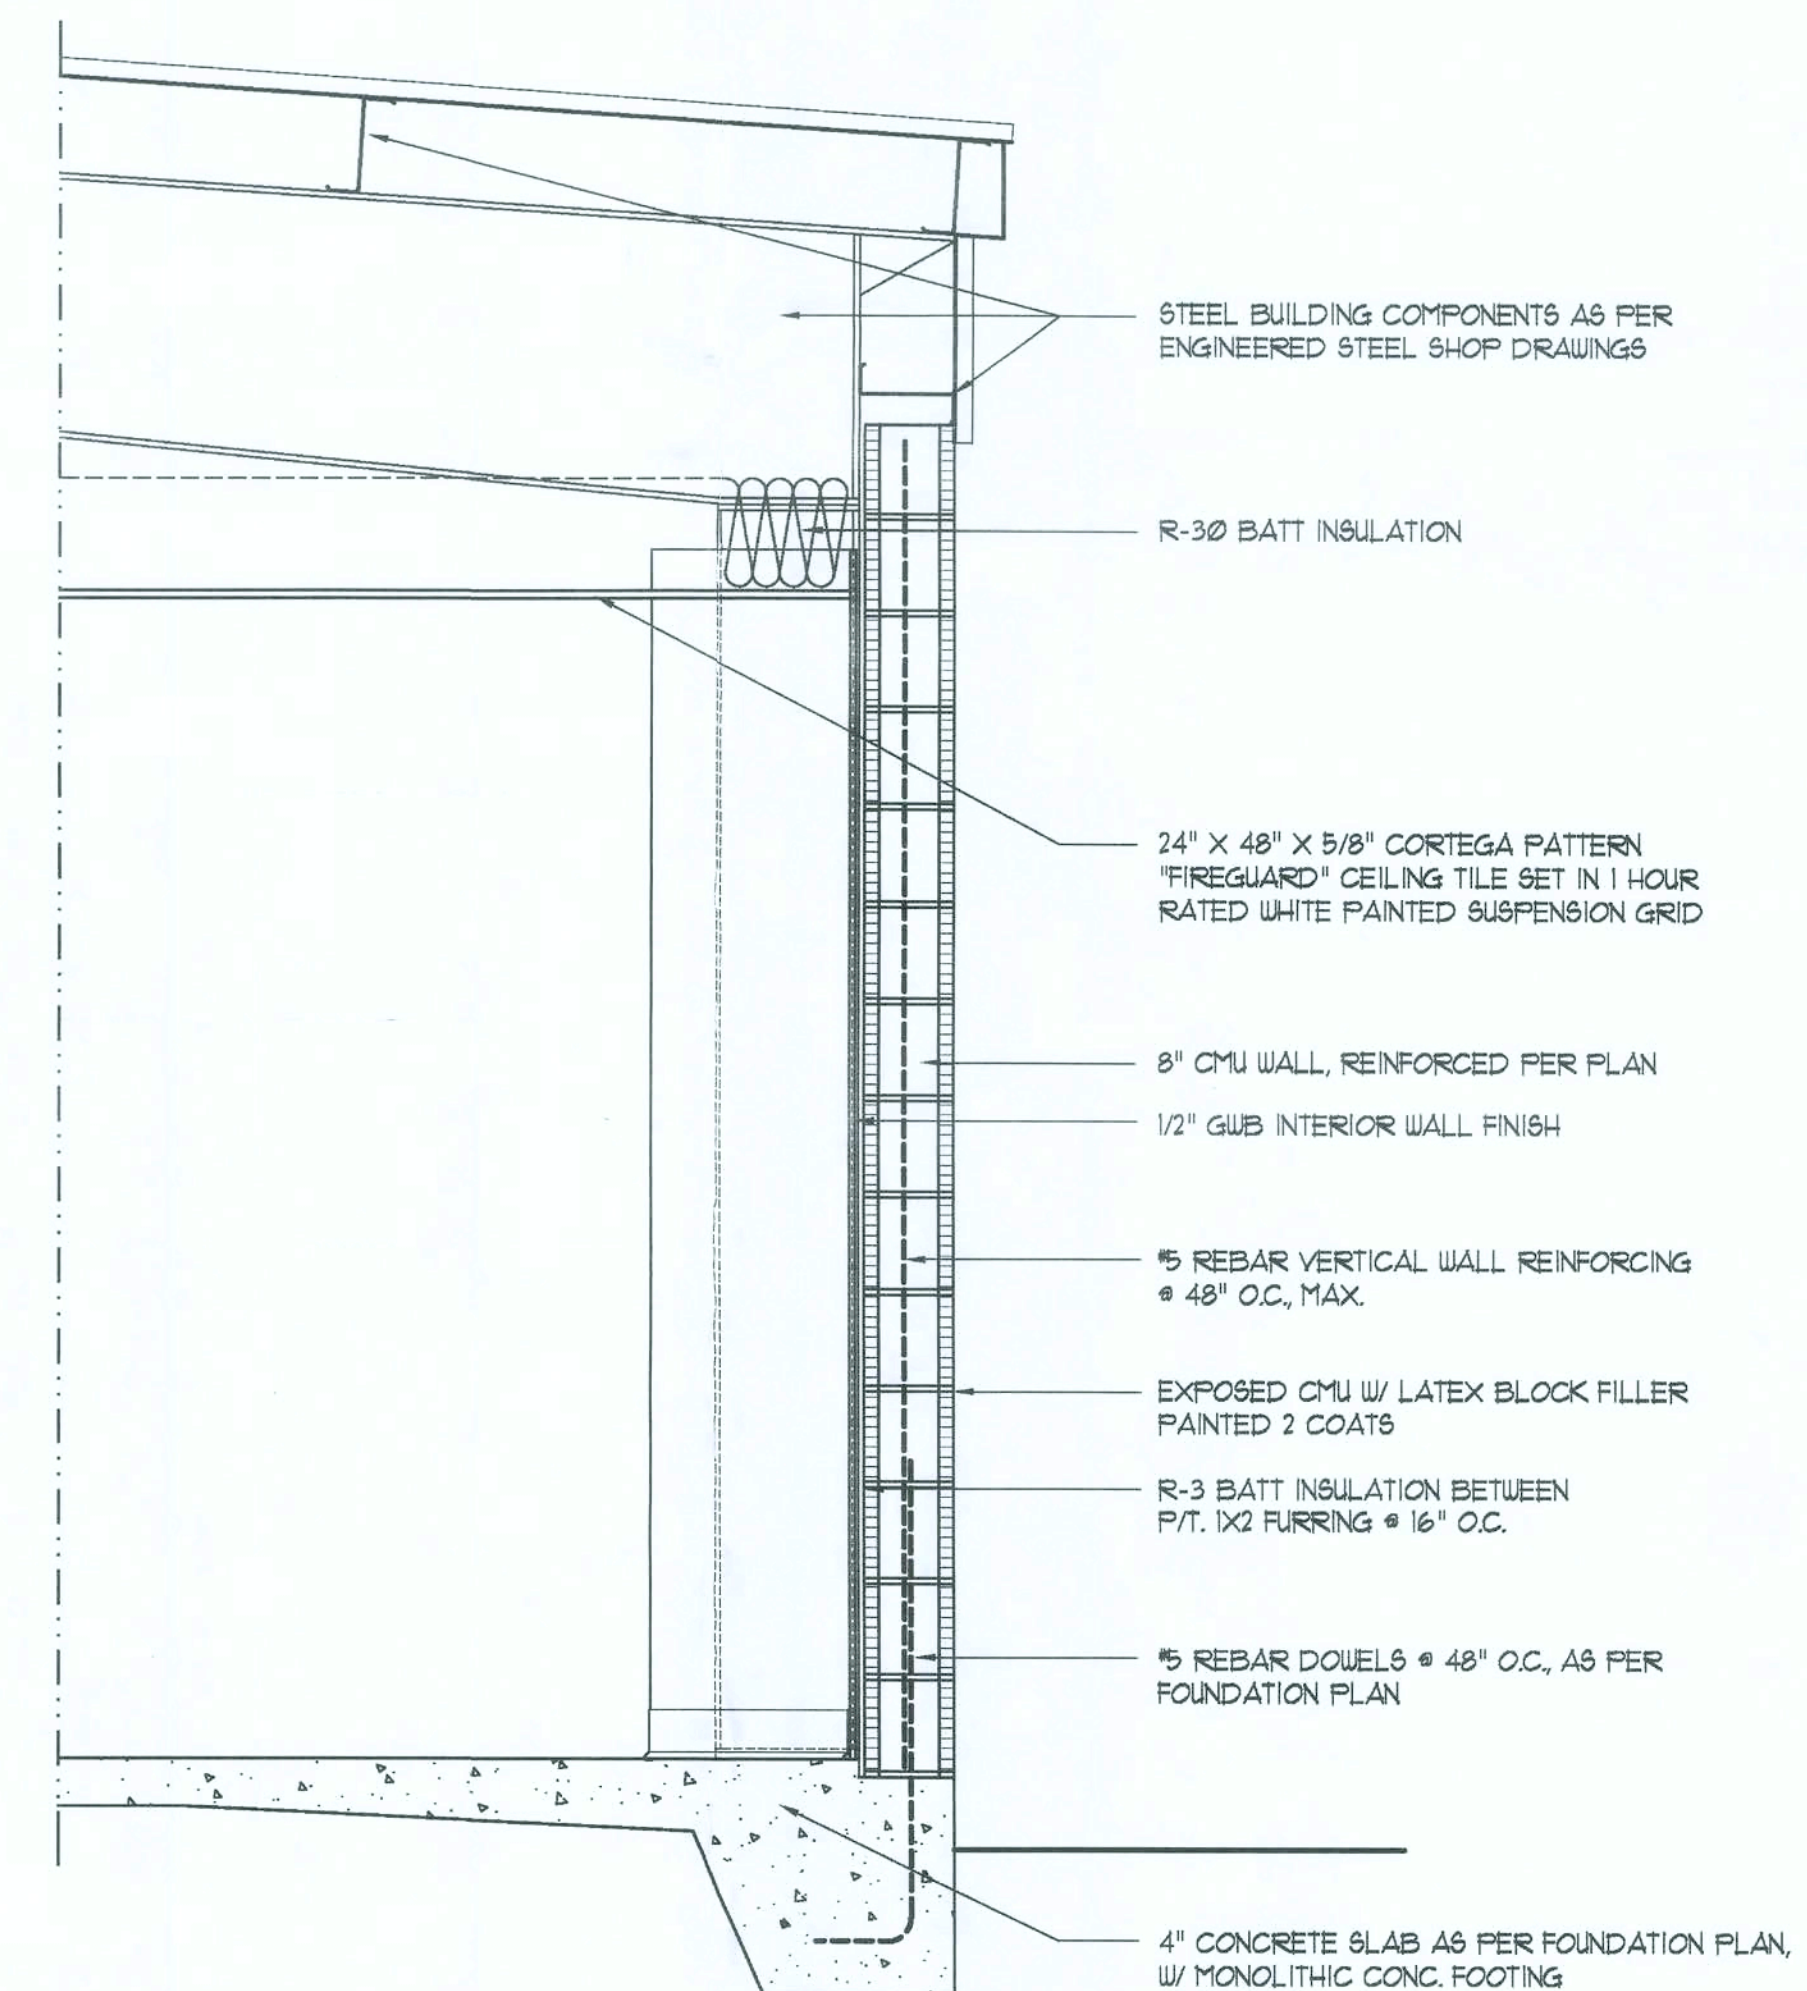 STEEL BUILDING COMPONENTS AS PER
ENGINEERED STEEL SHOP DRAWINGS
R-30 BATT INSULATION
24" X 48" X 5/8" CORTEGA PATTERN
"FIREGUARD" CEILING TILE SET IN 1 HOUR
RATED WHITE PAINTED SUSPENSION GRID
8" CMU WALL, REINFORCED PER PLAN
1/2" GWB INTERIOR WALL FINISH
#5 REBAR VERTICAL WALL REINFORCING
@ 48" O.C., MAX.
EXPOSED CMU W/ LATEX BLOCK FILLER
PAINTED 2 COATS
R-3 BATT INSULATION BETWEEN
P/T. 1X2 FURRING @ 16" O.C.
#5 REBAR DOWELS @ 48" O.C., AS PER
FOUNDATION PLAN
4" CONCRETE SLAB AS PER FOUNDATION PLAN,
W/ MONOLITHIC CONC. FOOTING